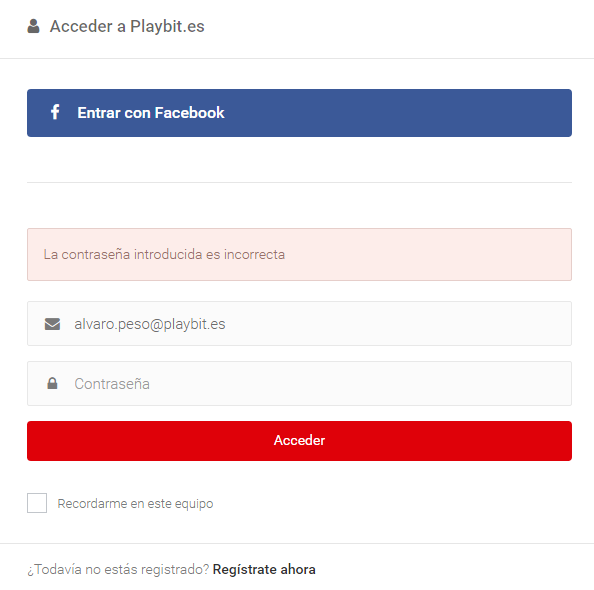 Acceder a Playbit.es
Entrar con Facebook
La contraseña introducida es incorrecta
alvaro.peso@playbit.es
Contraseña
Acceder
Recordarme en este equipo
¿Todavía no estás registrado? Regístrate ahora